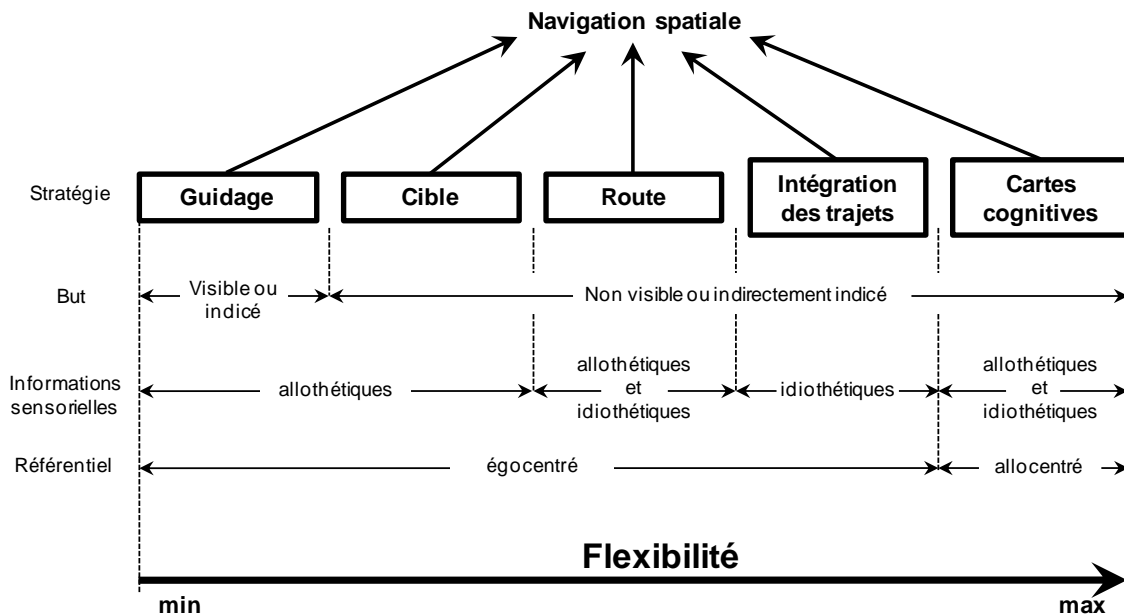 Navigation spatiale
Stratégie
Guidage
Cible
Route
Intégration
des trajets
Cartes
cognitives
But
Visible ou
indicé
Non visible ou indirectement indicé
Informations
sensorielles
allothétiques
allothétiques
et
idiothétiques
idiothétiques
allothétiques
et
idiothétiques
Référentiel
égocentré
allocentré
Flexibilité
min
max